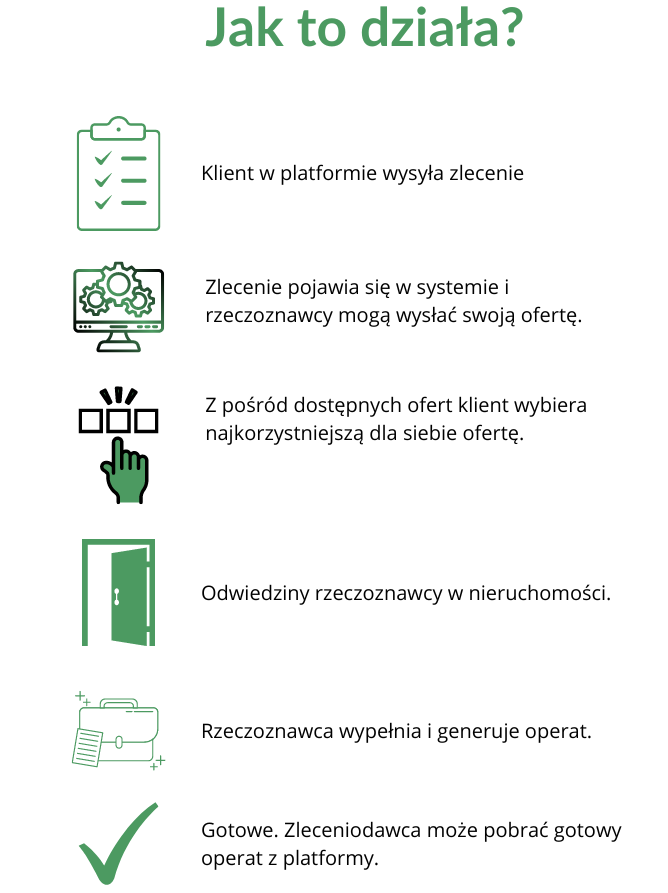 Jak to działa?
Klient w platformie wysyła zlecenie
Zlecenie pojawia się w systemie i
rzeczoznawcy mogą wysłać swoją ofertę.
Z pośród dostępnych ofert klient wybiera
najkorzystniejszą dla siebie ofertę.
Odwiedziny rzeczoznawcy w nieruchomości.
Rzeczoznawca wypełnia i generuje operat.
Gotowe. Zleceniodawca może pobrać gotowy
operat z platformy.